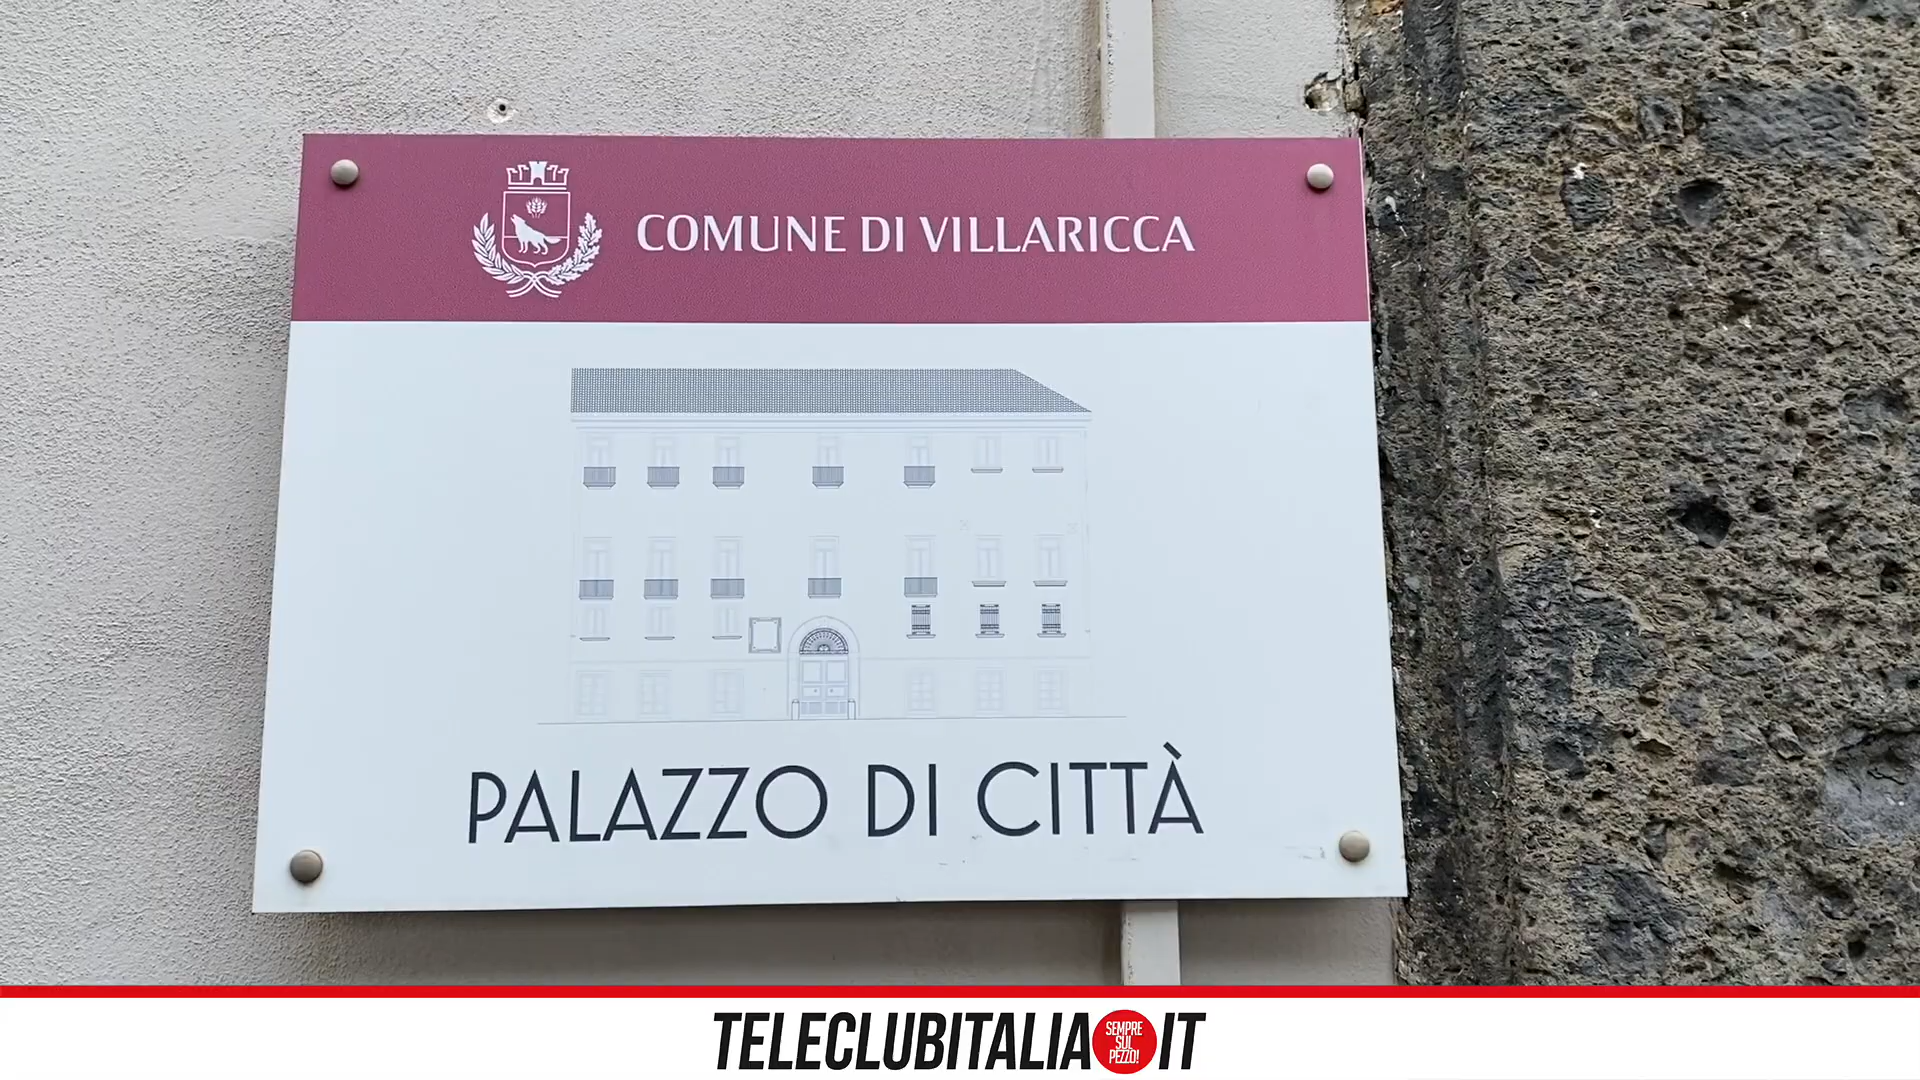 COMUNE DI VILLARICCA
PALAZZO DI CITTÀ
TELECLUBITALIA
SEMPRE
SUL
PEZZO!
IT